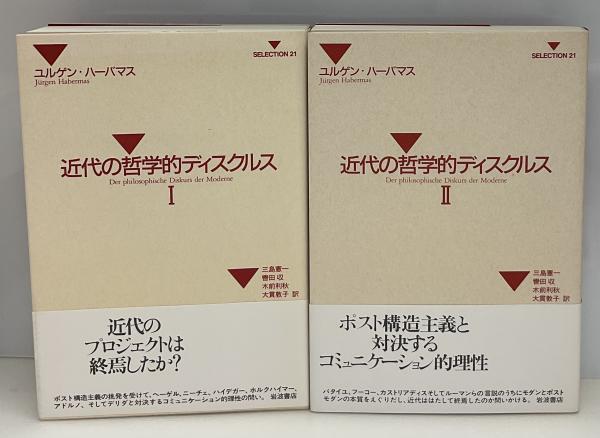 SELECTION 21
ユルゲン・ハーバマス
Jürgen Habermas
近代の哲学的ディスクルス
Der philosophische Diskurs der Moderne
I
三島憲一
轡田 収
木前利秋
大貫敦子 訳
近代の
プロジェクトは
終焉したか?
ポスト構造主義の挑発を受けて、ヘーゲル、ニーチェ、ハイデガー、ホルクハイマー、
アドルノ、そしてデリダと対決するコミュニケーション的理性の問い。 岩波書店
SELECTION 21
ユルゲン・ハーバマス
Jürgen Habermas
近代の哲学的ディスクルス
Der philosophische Diskurs der Moderne
II
三島憲一
轡田 収
木前利秋
大貫敦子 訳
ポスト構造主義と
対決する
コミュニケーション的理性
バタイユ、フーコー、カストリアディスそしてルーマンらの言説のうちにモダンとポスト
モダンの本質をえぐりだし、近代ははたして終焉したのか問いかける。 岩波書店